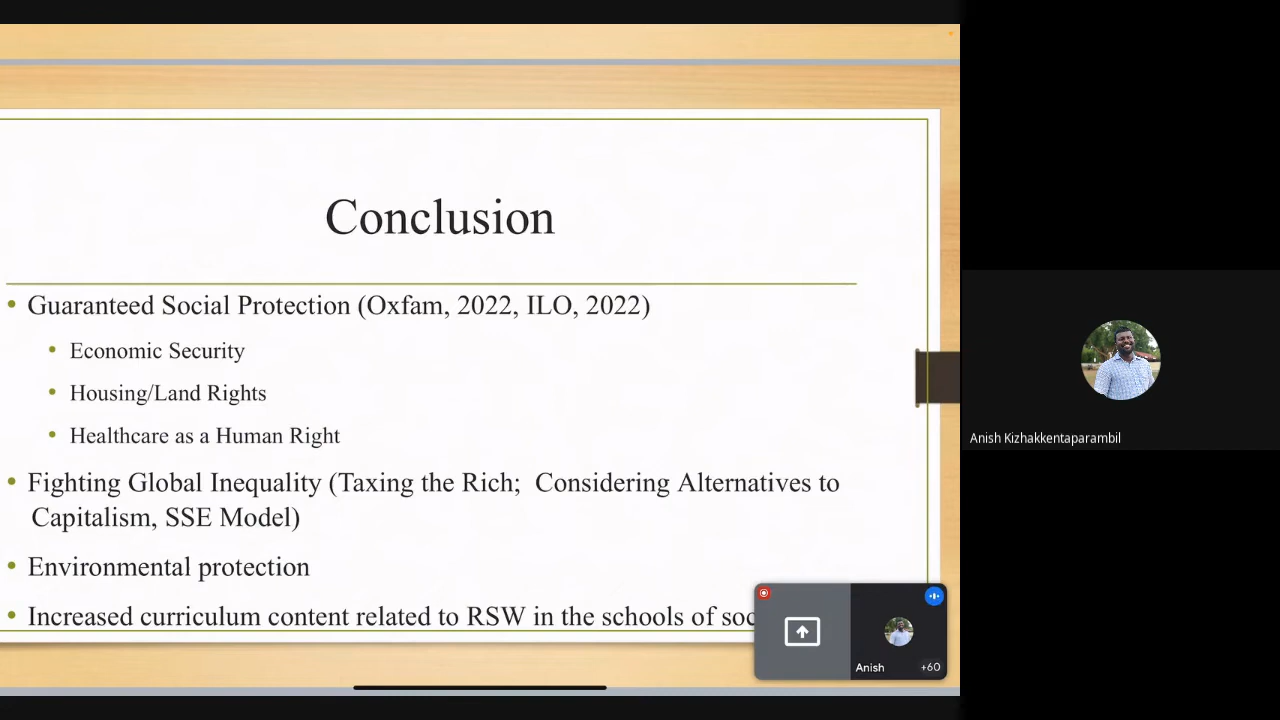 Conclusion
• Guaranteed Social Protection (Oxfam, 2022, ILO, 2022)
• Economic Security
• Housing/Land Rights
• Healthcare as a Human Right
• Fighting Global Inequality (Taxing the Rich; Considering Alternatives to
Capitalism, SSE Model)
• Environmental protection
• Increased curriculum content related to RSW in the schools of soc
Anish +60
Anish Kizhakkentaparambil